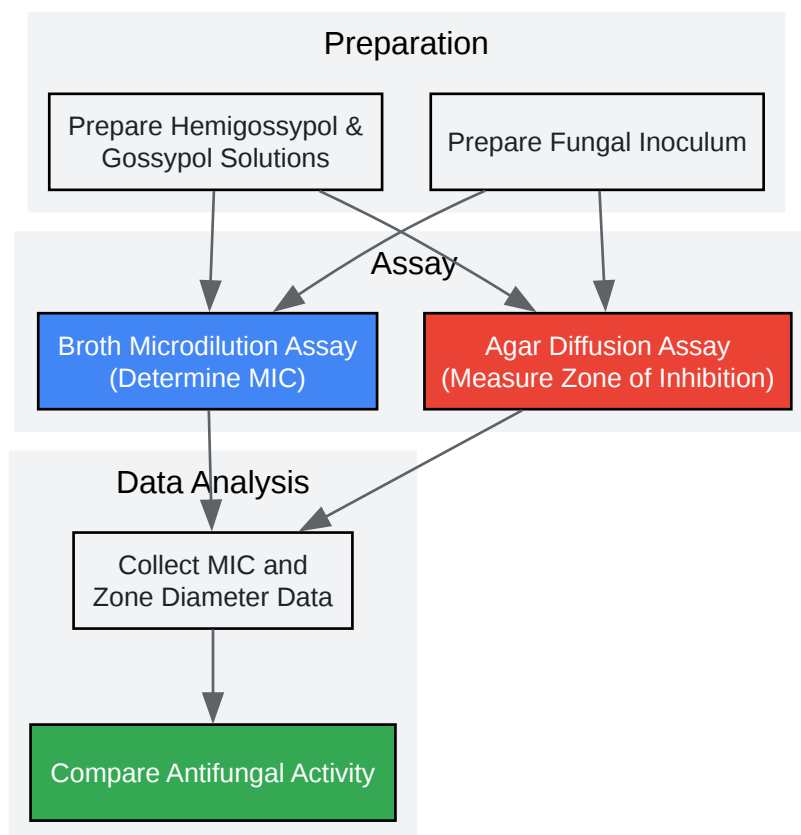 Preparation
Prepare Hemigossypol &
Gossypol Solutions
Prepare Fungal Inoculum
Assay
Broth Microdilution Assay
(Determine MIC)
Agar Diffusion Assay
(Measure Zone of Inhibition)
Data Analysis
Collect MIC and
Zone Diameter Data
Compare Antifungal Activity